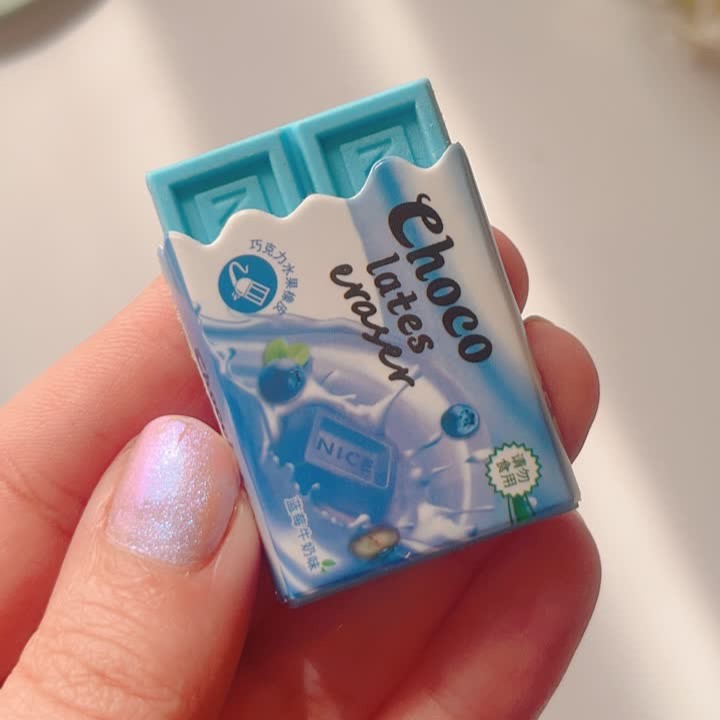 N
N
巧克力水果橡皮
Choco
lates
eraser
NICE
请勿
食用
蓝莓牛奶味